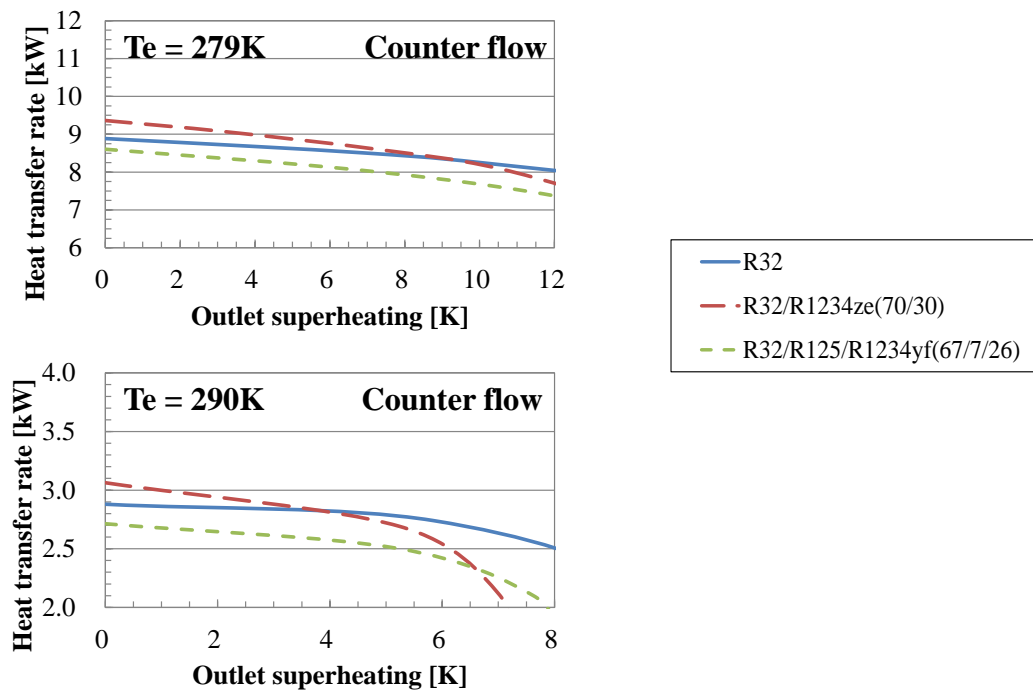 Te = 279K Counter flow
Heat transfer rate [kW]
12
11
10
9
8
7
6
0 2 4 6 8 10 12
Outlet superheating [K]
R32
R32/R1234ze(70/30)
R32/R125/R1234yf(67/7/26)
Te = 290K Counter flow
Heat transfer rate [kW]
4.0
3.5
3.0
2.5
2.0
0 2 4 6 8
Outlet superheating [K]